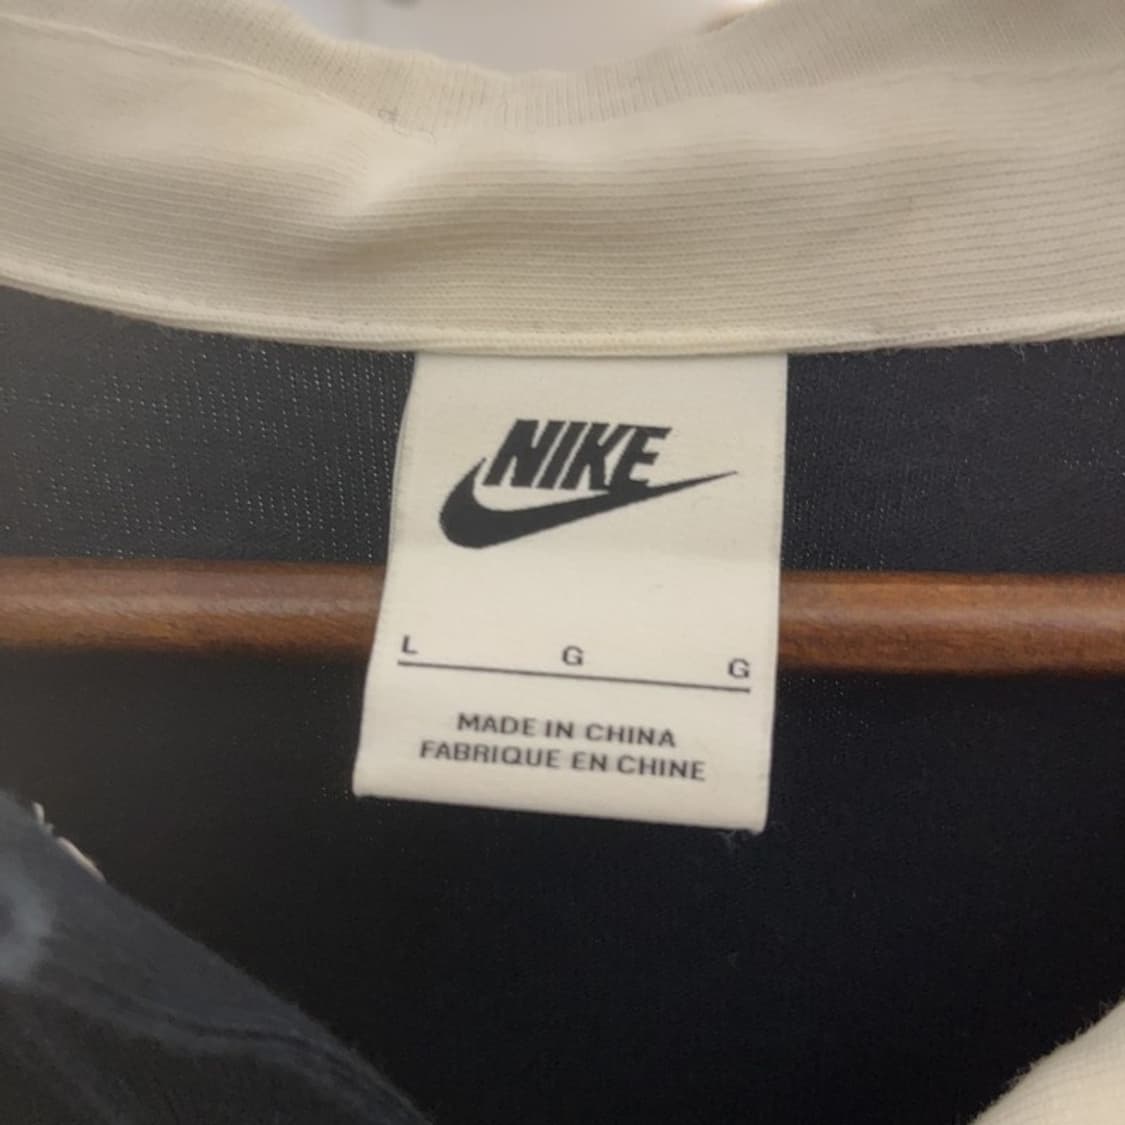 NIKE
L G G
MADE IN CHINA
FABRIQUE EN CHINE